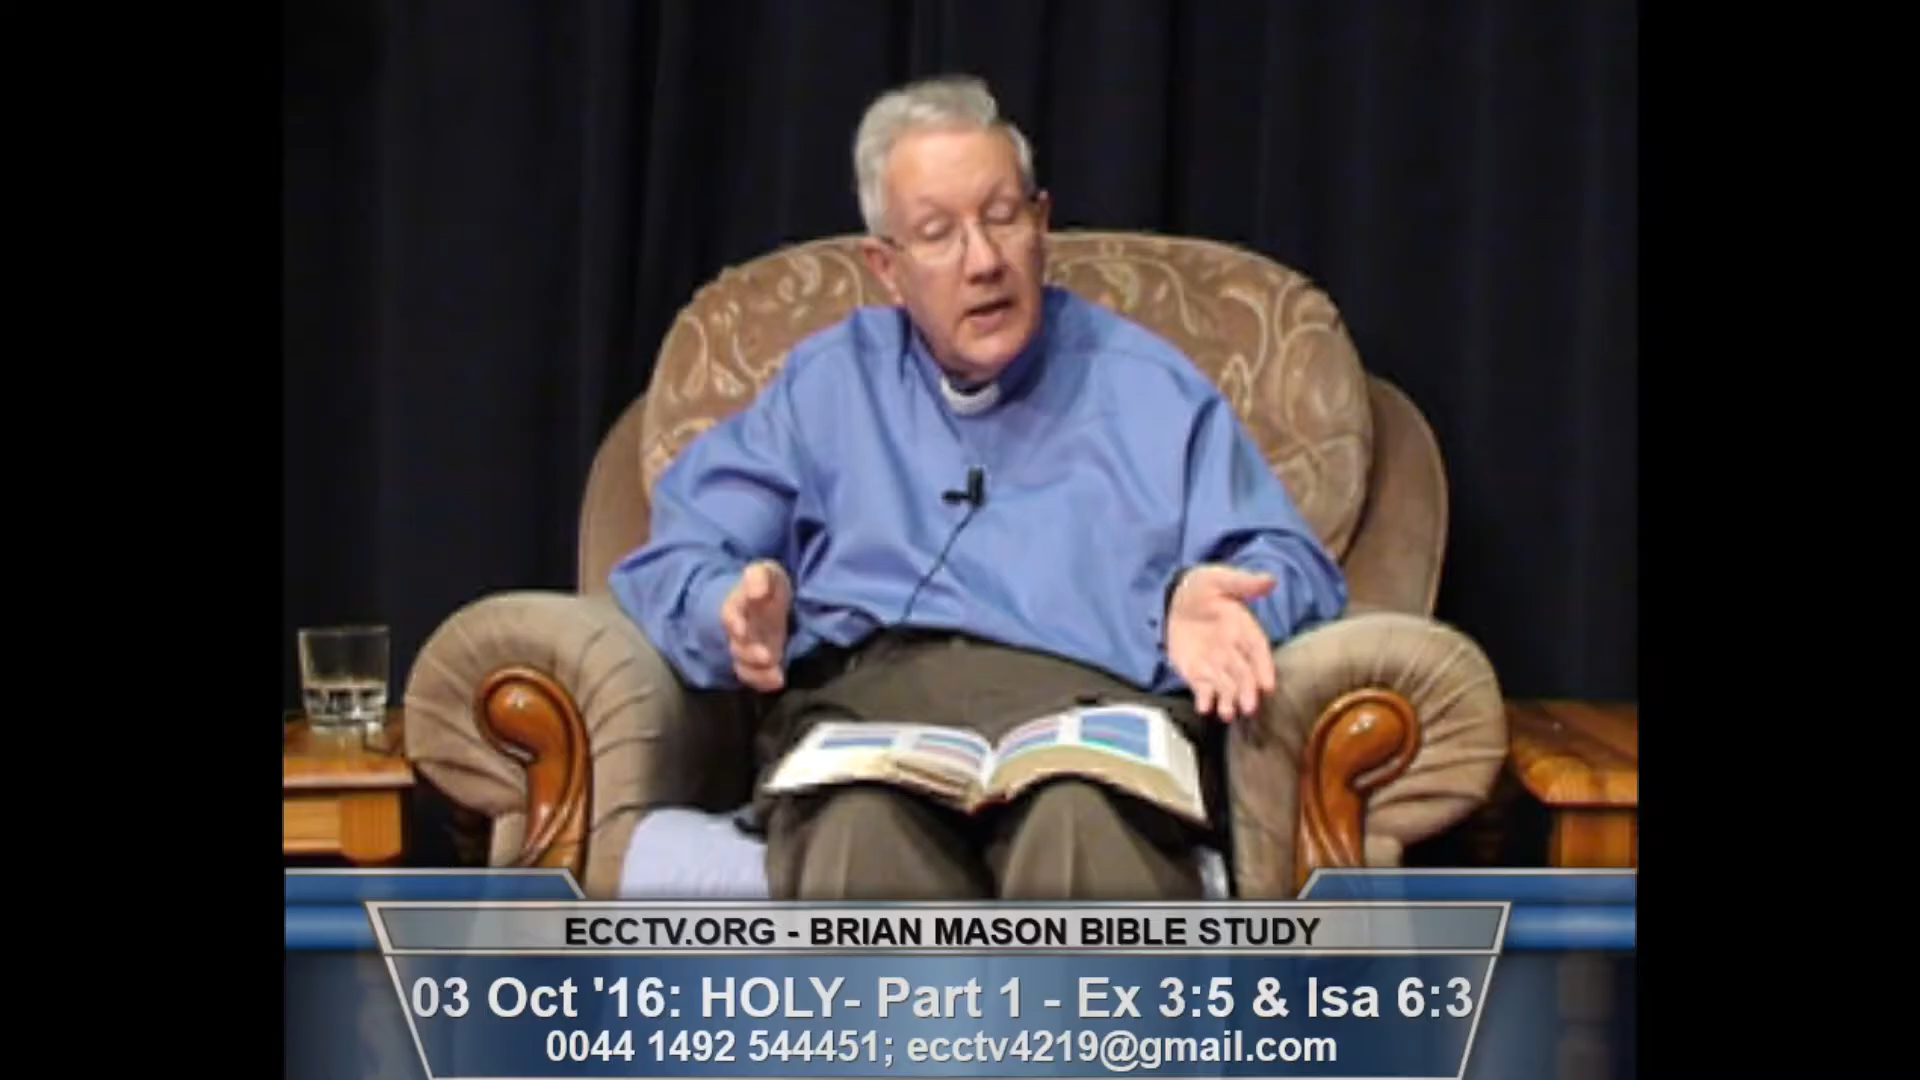 ECCTV.ORG - BRIAN MASON BIBLE STUDY
03 Oct '16: HOLY- Part 1 - Ex 3:5 & Isa 6:3
0044 1492 544451; ecctv4219@gmail.com